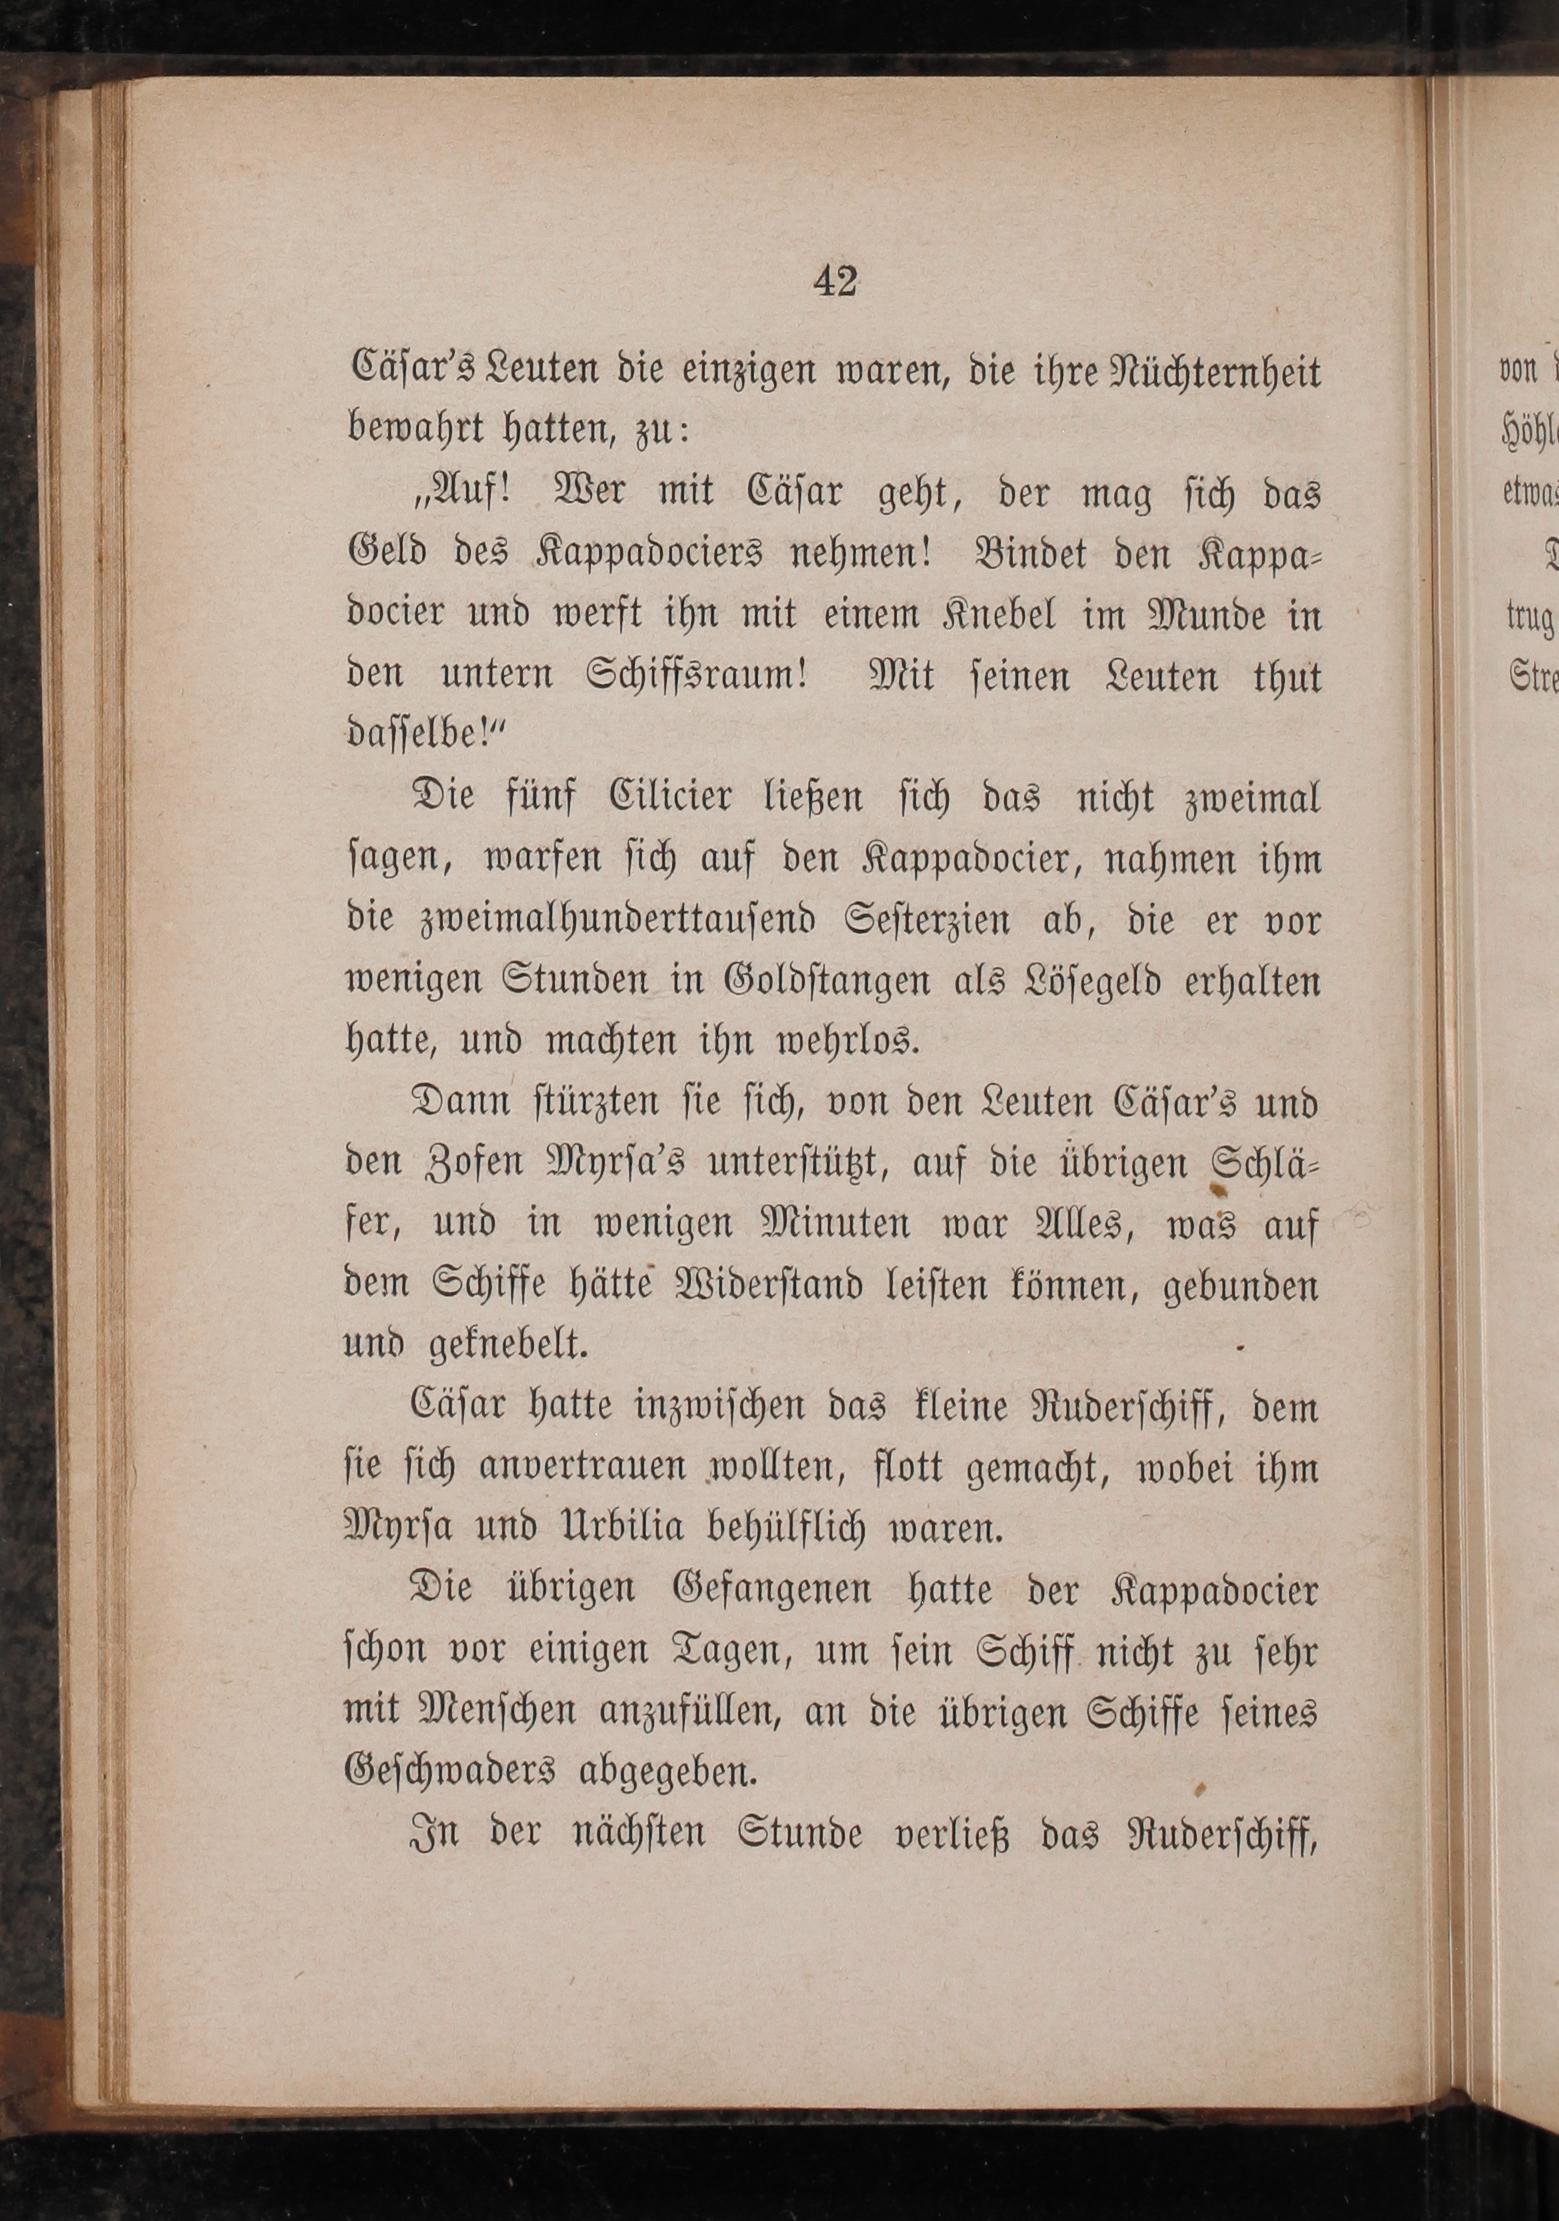 42
Cäſar's Leuten die einzigen waren, die ihre Nüchternheit
bewahrt hatten, zu:
„Auf! Wer mit Cäſar geht, der mag ſich das
Geld des Kappadociers nehmen! Bindet den Kappa-
docier und werft ihn mit einem Knebel im Munde in
den untern Schiffsraum! Mit ſeinen Leuten thut
daſſelbe!“
Die fünf Cilicier ließen ſich das nicht zweimal
ſagen, warfen ſich auf den Kappadocier, nahmen ihm
die zweimalhunderttauſend Seſterzien ab, die er vor
wenigen Stunden in Goldſtangen als Löſegeld erhalten
hatte, und machten ihn wehrlos.
Dann ſtürzten ſie ſich, von den Leuten Cäſar's und
den Zofen Myrſa's unterſtützt, auf die übrigen Schlä-
fer, und in wenigen Minuten war Alles, was auf
dem Schiffe hätte Widerſtand leiſten können, gebunden
und geknebelt.
Cäſar hatte inzwiſchen das kleine Ruderſchiff, dem
ſie ſich anvertrauen wollten, flott gemacht, wobei ihm
Myrſa und Urbilia behülflich waren.
Die übrigen Gefangenen hatte der Kappadocier
ſchon vor einigen Tagen, um ſein Schiff nicht zu ſehr
mit Menſchen anzufüllen, an die übrigen Schiffe ſeines
Geſchwaders abgegeben.
In der nächſten Stunde verließ das Ruderſchiff,
von
trug